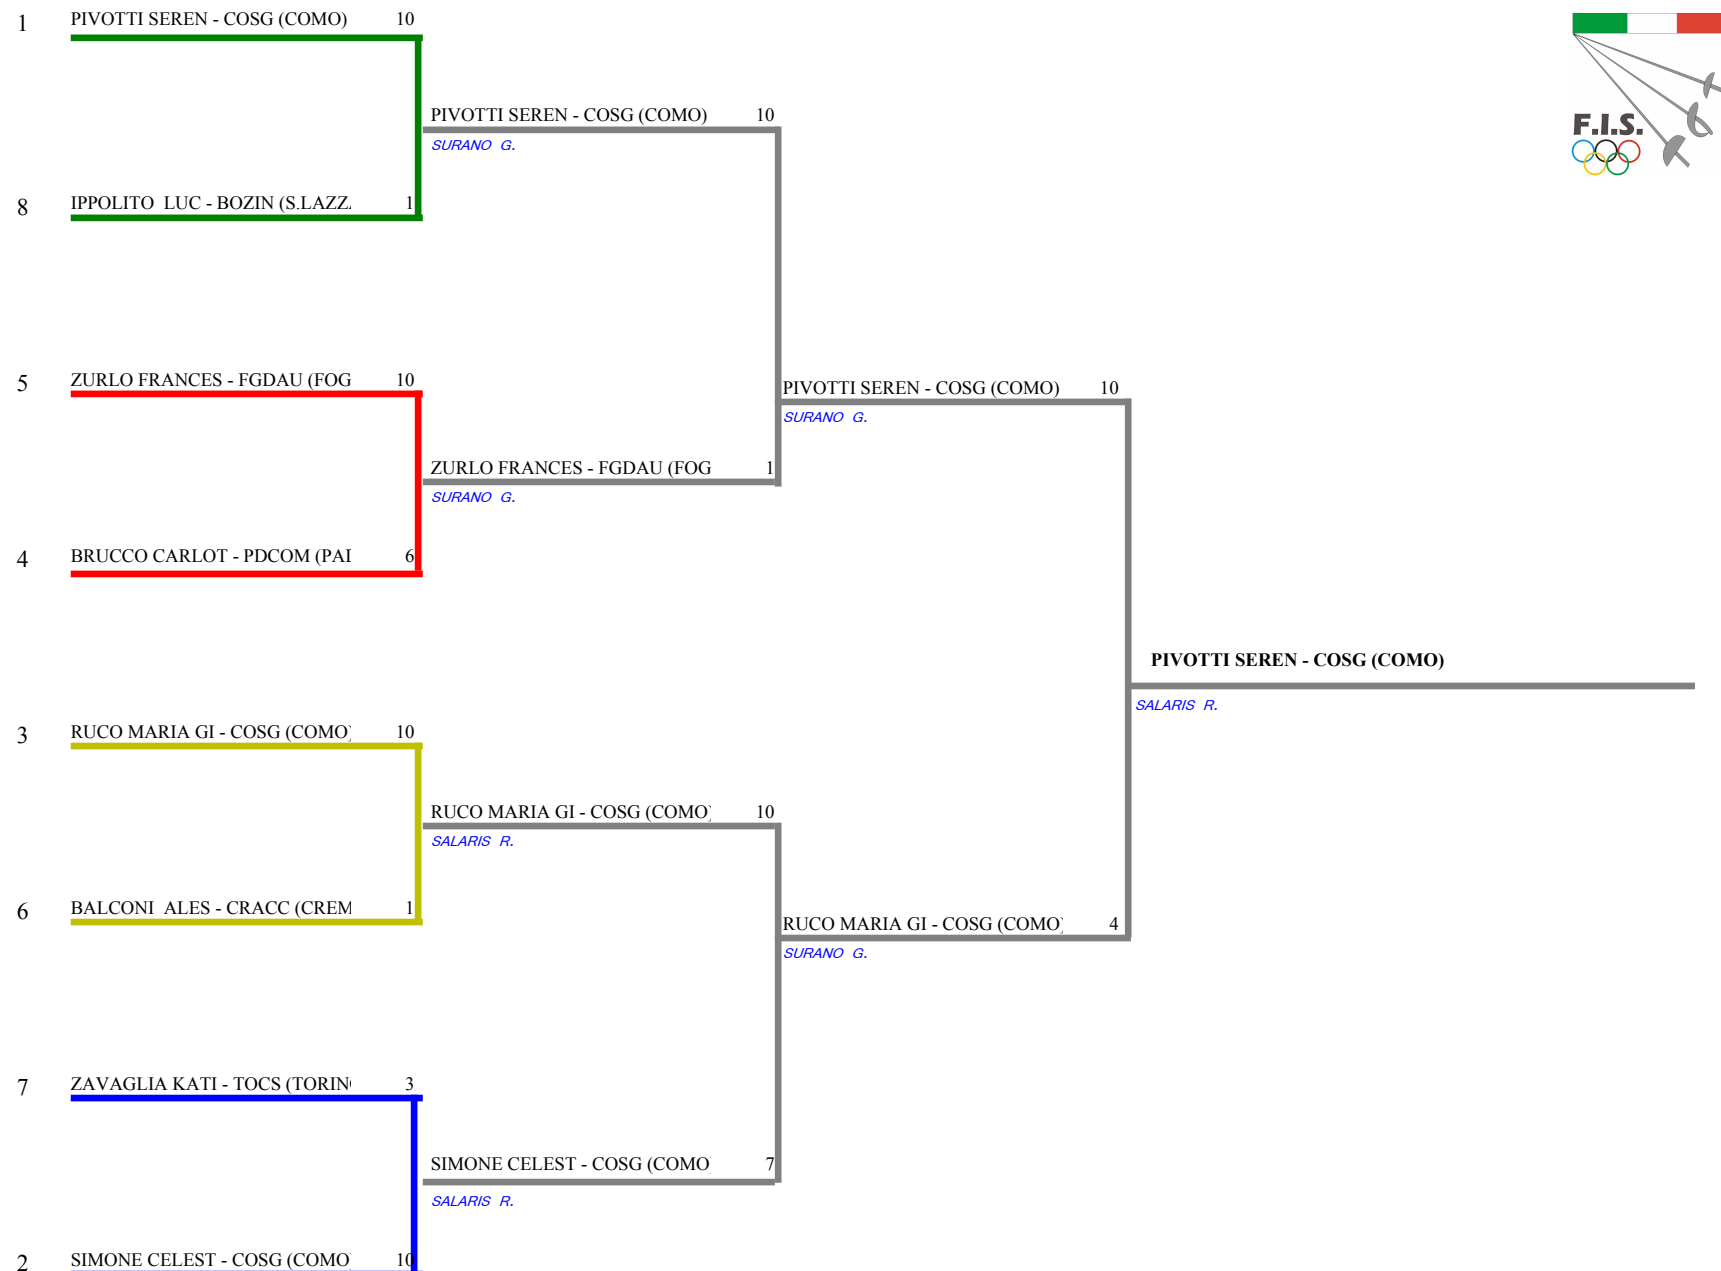 1 PIVOTTI SEREN - COSG (COMO) 10
PIVOTTI SEREN - COSG (COMO) 10
SURANO G.
8 IPPOLITO LUC - BOZIN (S.LAZZ. 1
5 ZURLO FRANCES - FGDAU (FOG 10
PIVOTTI SEREN - COSG (COMO) 10
SURANO G.
ZURLO FRANCES - FGDAU (FOG 1
SURANO G.
4 BRUCCO CARLOT - PDCOM (PAI 6
PIVOTTI SEREN - COSG (COMO)
SALARIS R.
3 RUCO MARIA GI - COSG (COMO) 10
RUCO MARIA GI - COSG (COMO) 10
SALARIS R.
6 BALCONI ALES - CRACC (CREM 1
RUCO MARIA GI - COSG (COMO) 4
SURANO G.
7 ZAVAGLIA KATI - TOCS (TORIN 3
SIMONE CELEST - COSG (COMO 7
SALARIS R.
2 SIMONE CELEST - COSG (COMO 10
F.I.S.